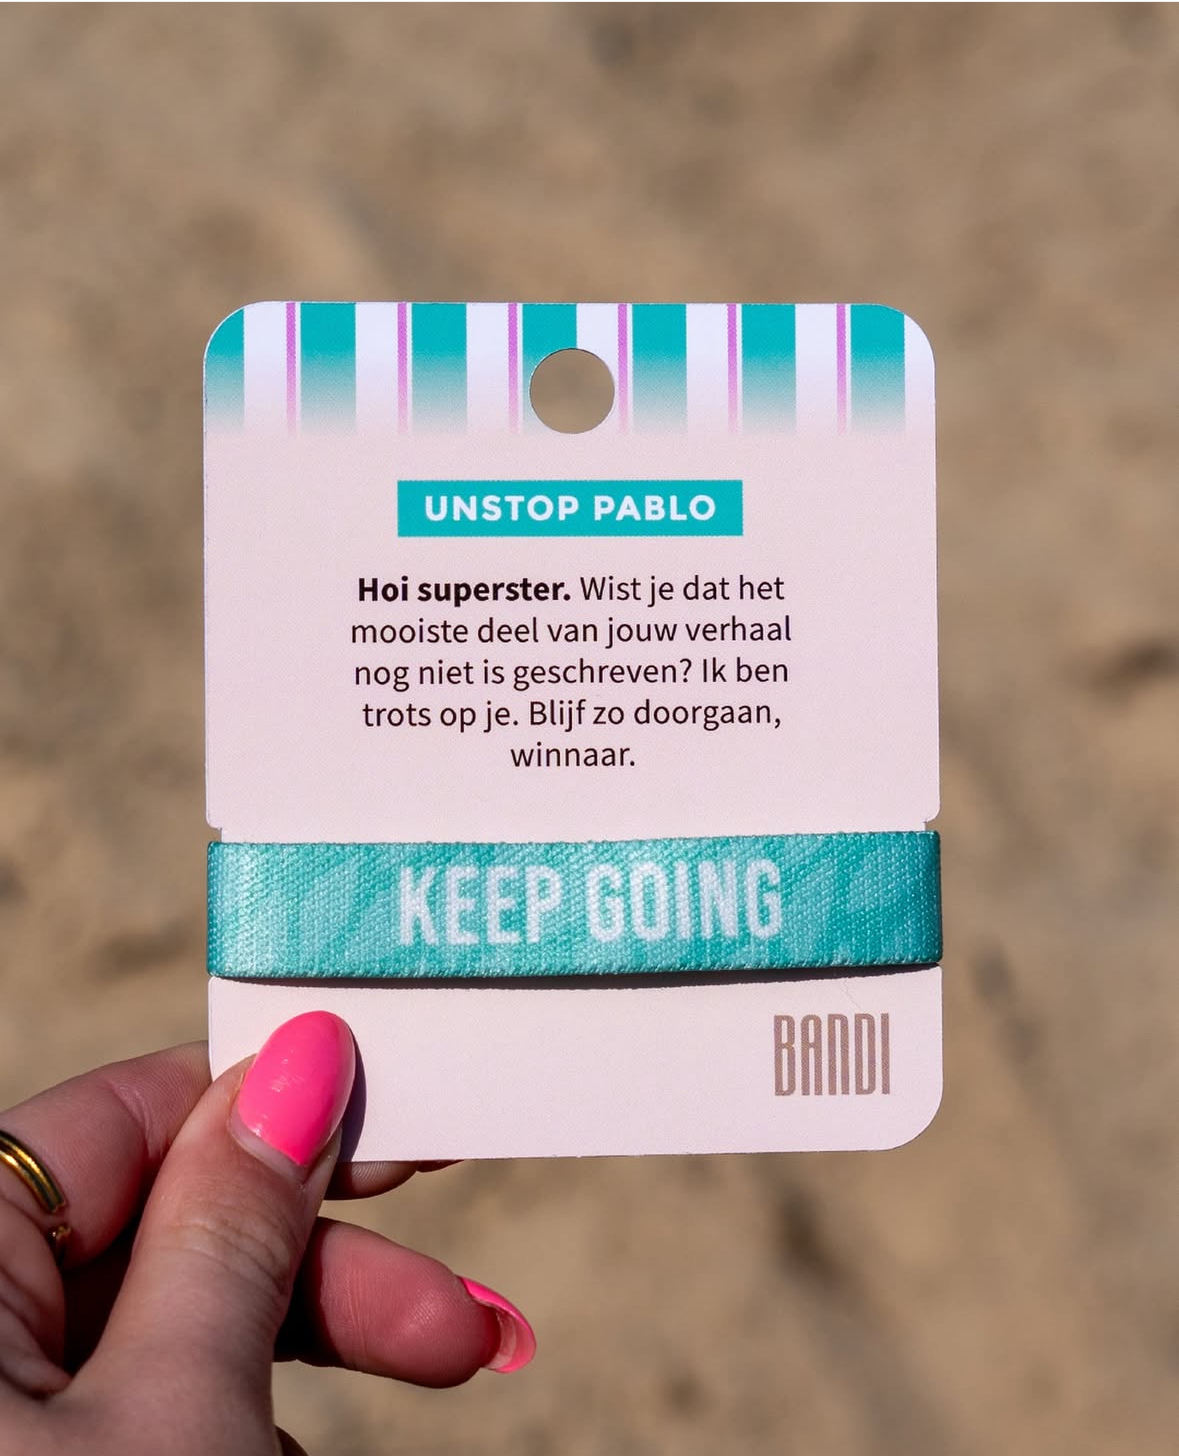 UNSTOP PABLO
Hoi superster. Wist je dat het
mooiste deel van jouw verhaal
nog niet is geschreven? Ik ben
trots op je. Blijf zo doorgaan,
winnaar.
KEEP GOING
BANDI